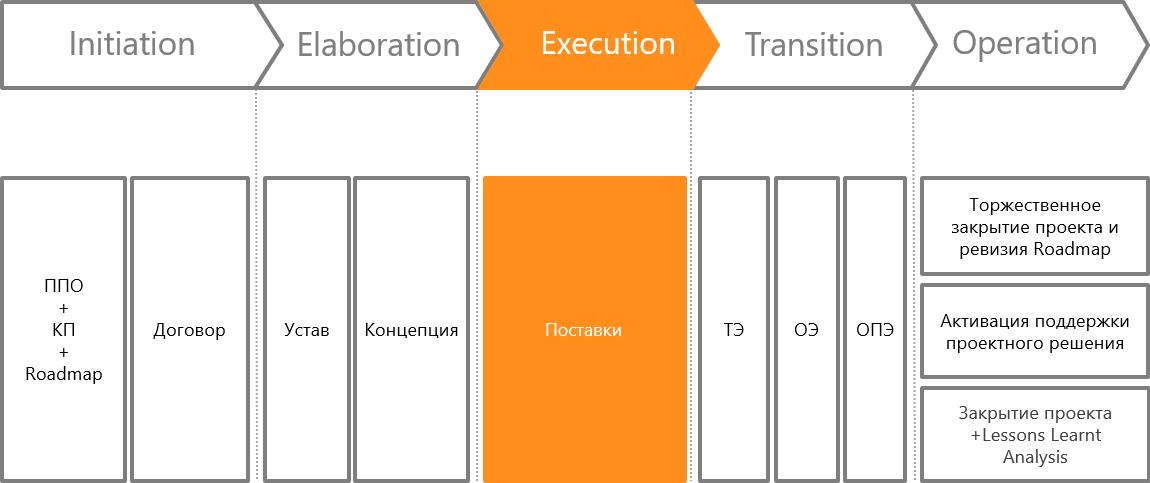 Initiation
Elaboration
Execution
Transition
Operation
ППО
+
КП
+
Roadmap
Договор
Устав
Концепция
Поставки
ТЭ
ОЭ
ОПЭ
Торжественное
закрытие проекта и
ревизия Roadmap
Активация поддержки
проектного решения
Закрытие проекта
+Lessons Learnt
Analysis